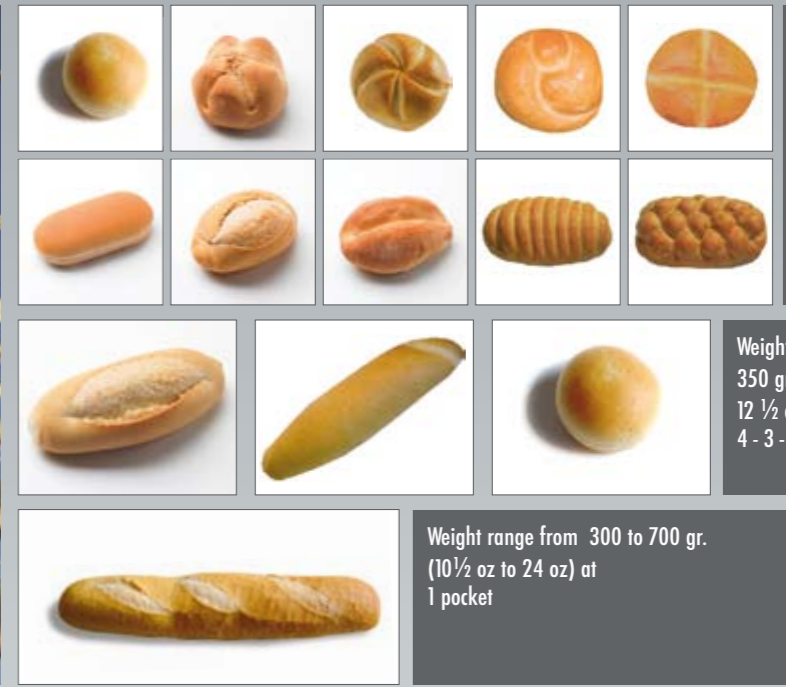 350
12 ½
4 - 3 -
Weight range from 300 to 700 gr.
(10½ oz to 24 oz) at
1 pocket